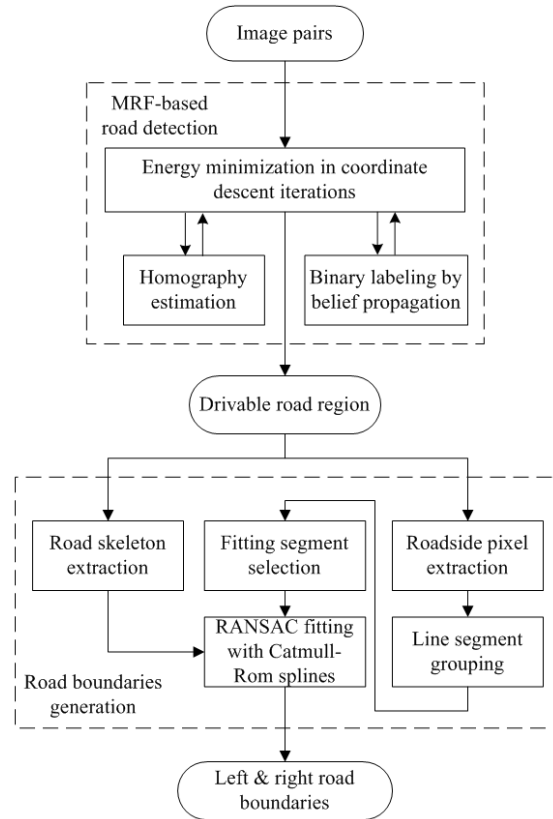 Image pairs
MRF-based
road detection
Energy minimization in coordinate
descent iterations
Homography
estimation
Binary labeling by
belief propagation
Drivable road region
Road skeleton
extraction
Fitting segment
selection
Roadside pixel
extraction
RANSAC fitting
with Catmull-
Rom splines
Line segment
grouping
Road boundaries
generation
Left & right road
boundaries